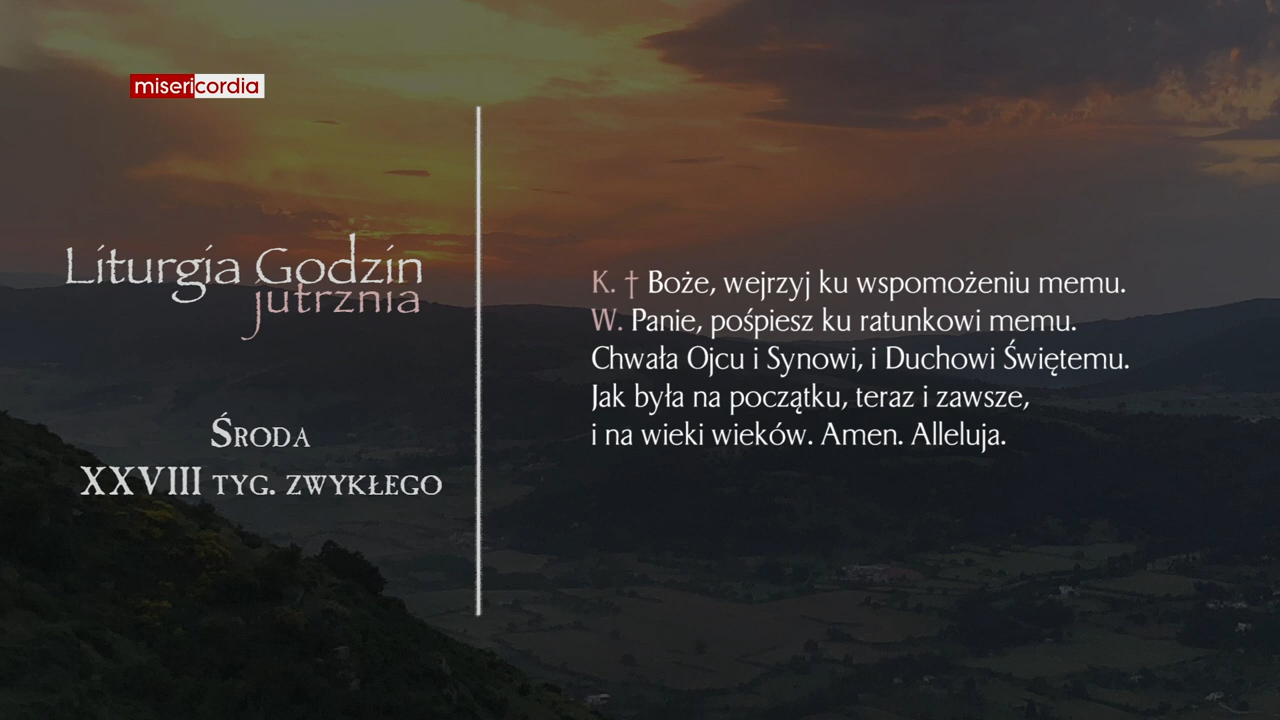 misericordia
Liturgia Godzin
jutrznia
Środa
XXVIII tyg. zwykłego
K. † Boże, wejrzyj ku wspomożeniu memu.
W. Panie, pośpiesz ku ratunkowi memu.
Chwała Ojcu i Synowi, i Duchowi Świętemu.
Jak była na początku, teraz i zawsze,
i na wieki wieków. Amen. Alleluja.